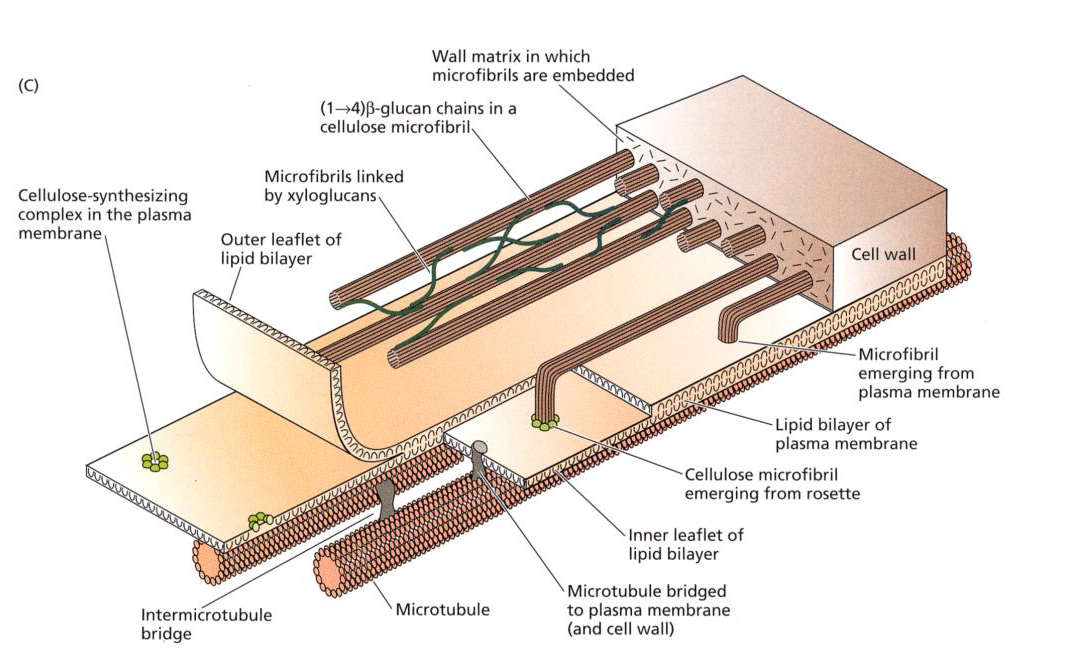 (C)
Wall matrix in which
microfibrils are embedded
(1→4)β-glucan chains in a
cellulose microfibril
Microfibrils linked
by xyloglucans
Cellulose-synthesizing
complex in the plasma
membrane
Outer leaflet of
lipid bilayer
Cell wall
Microfibril
emerging from
plasma membrane
Lipid bilayer of
plasma membrane
Cellulose microfibril
emerging from rosette
Inner leaflet of
lipid bilayer
Microtubule bridged
to plasma membrane
(and cell wall)
Microtubule
Intermicrotubule
bridge